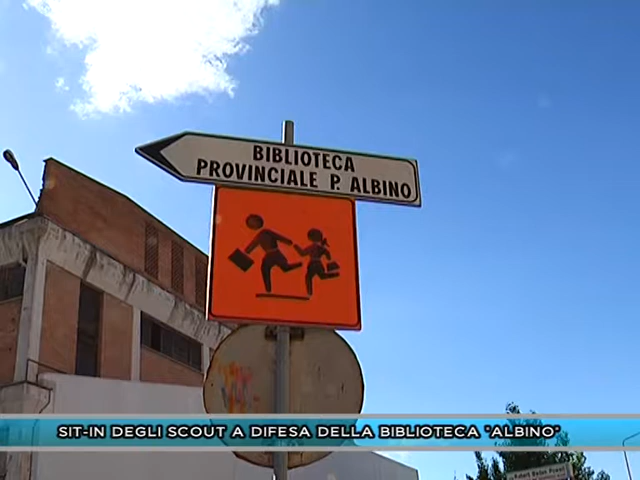 BIBLIOTECA
PROVINCIALE P. ALBINO
SIT-IN DEGLI SCOUT A DIFESA DELLA BIBLIOTECA "ALBINO"